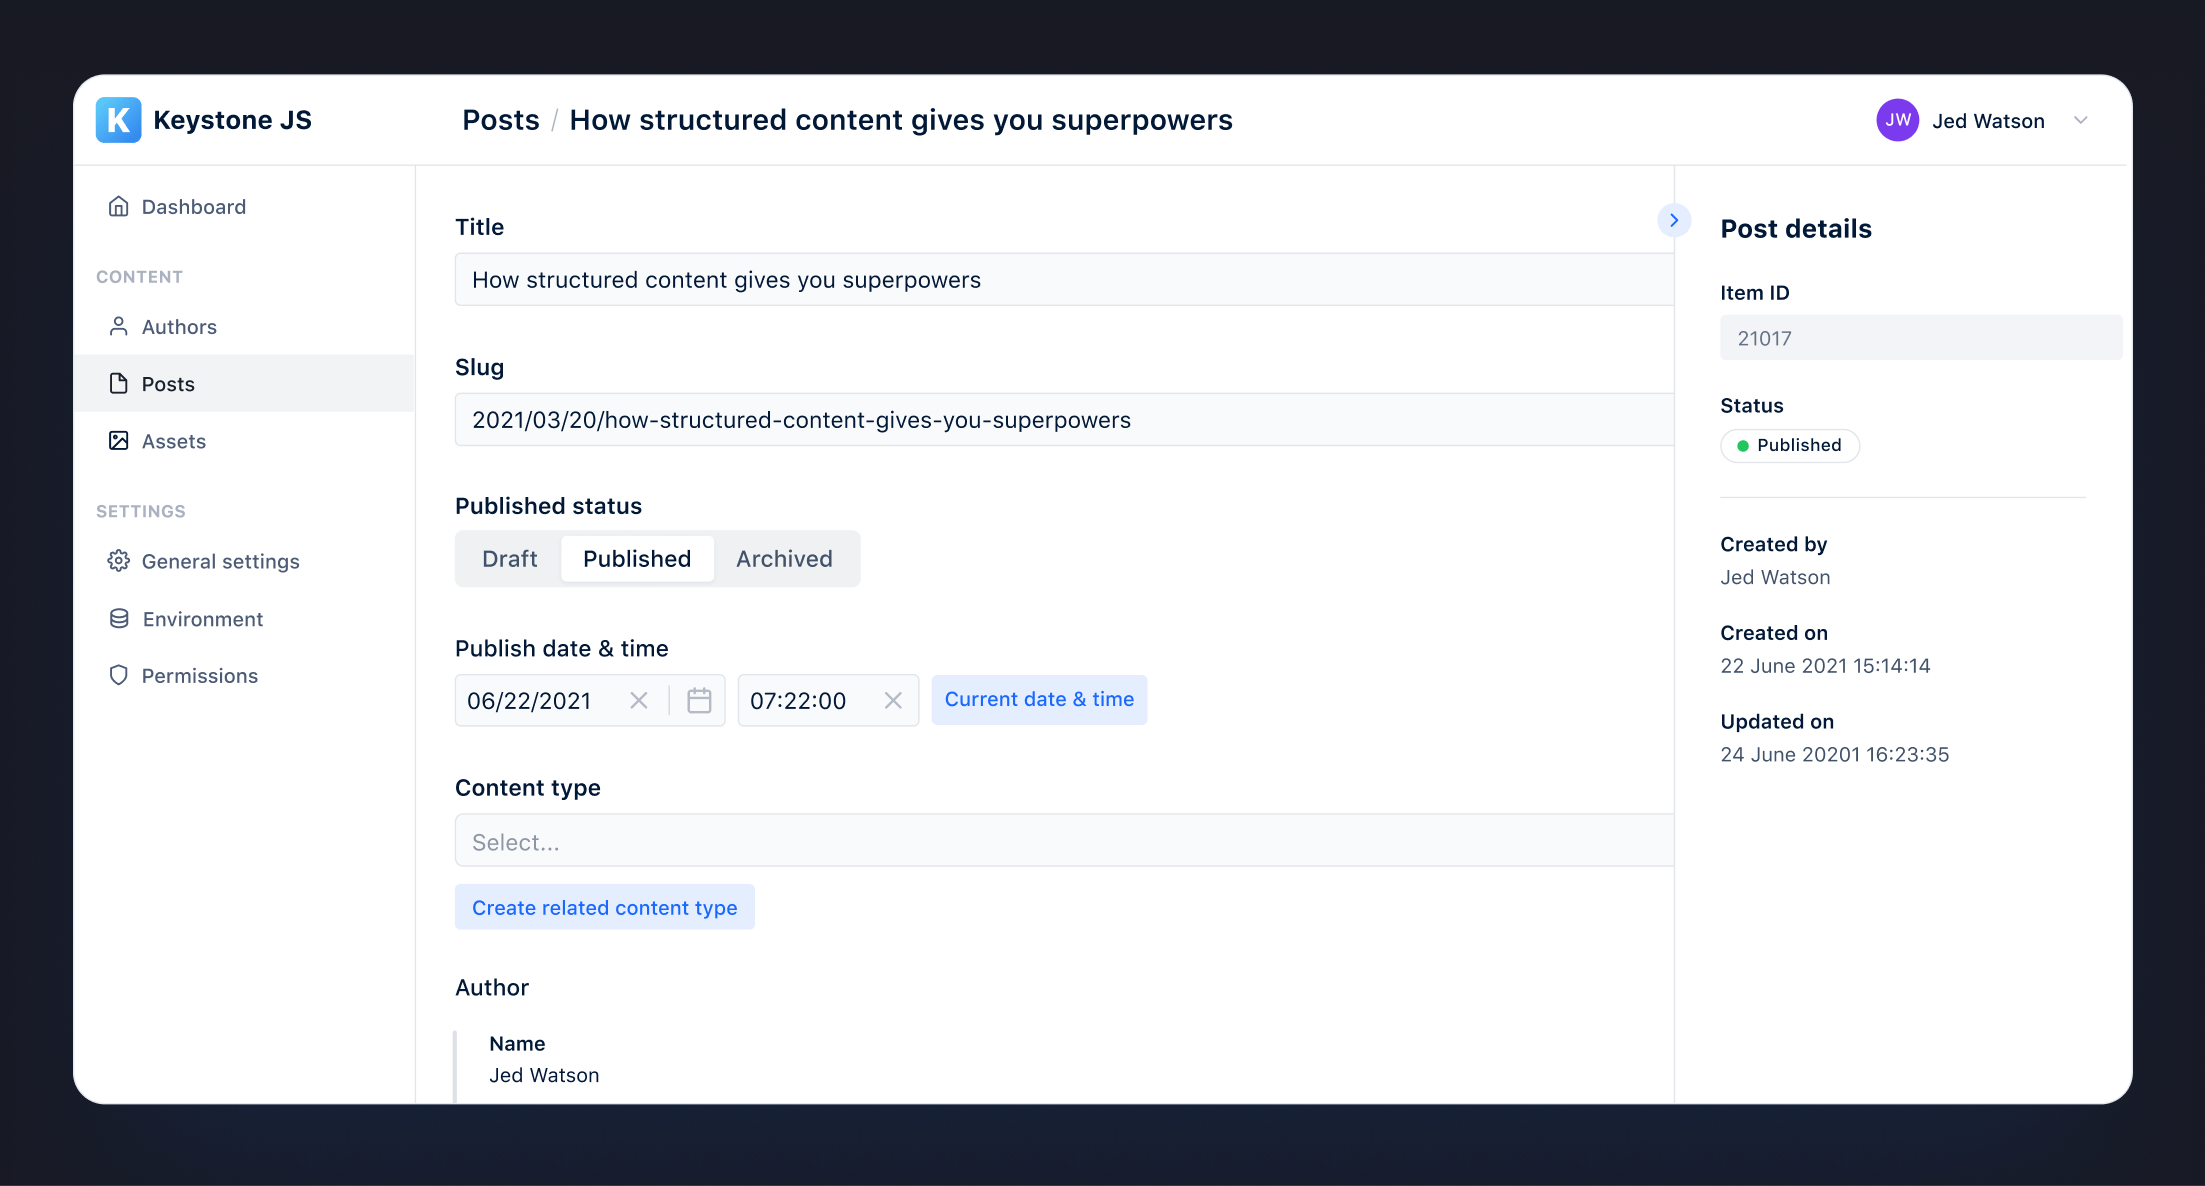 K Keystone JS
Posts / How structured content gives you superpowers
JW Jed Watson
Dashboard
CONTENT
Authors
Posts
Assets
SETTINGS
General settings
Environment
Permissions
Title
How structured content gives you superpowers
Slug
2021/03/20/how-structured-content-gives-you-superpowers
Published status
Draft Published Archived
Publish date & time
06/22/2021 07:22:00 Current date & time
Content type
Select...
Create related content type
Author
Name
Jed Watson
Post details
Item ID
21017
Status
Published
Created by
Jed Watson
Created on
22 June 2021 15:14:14
Updated on
24 June 20201 16:23:35